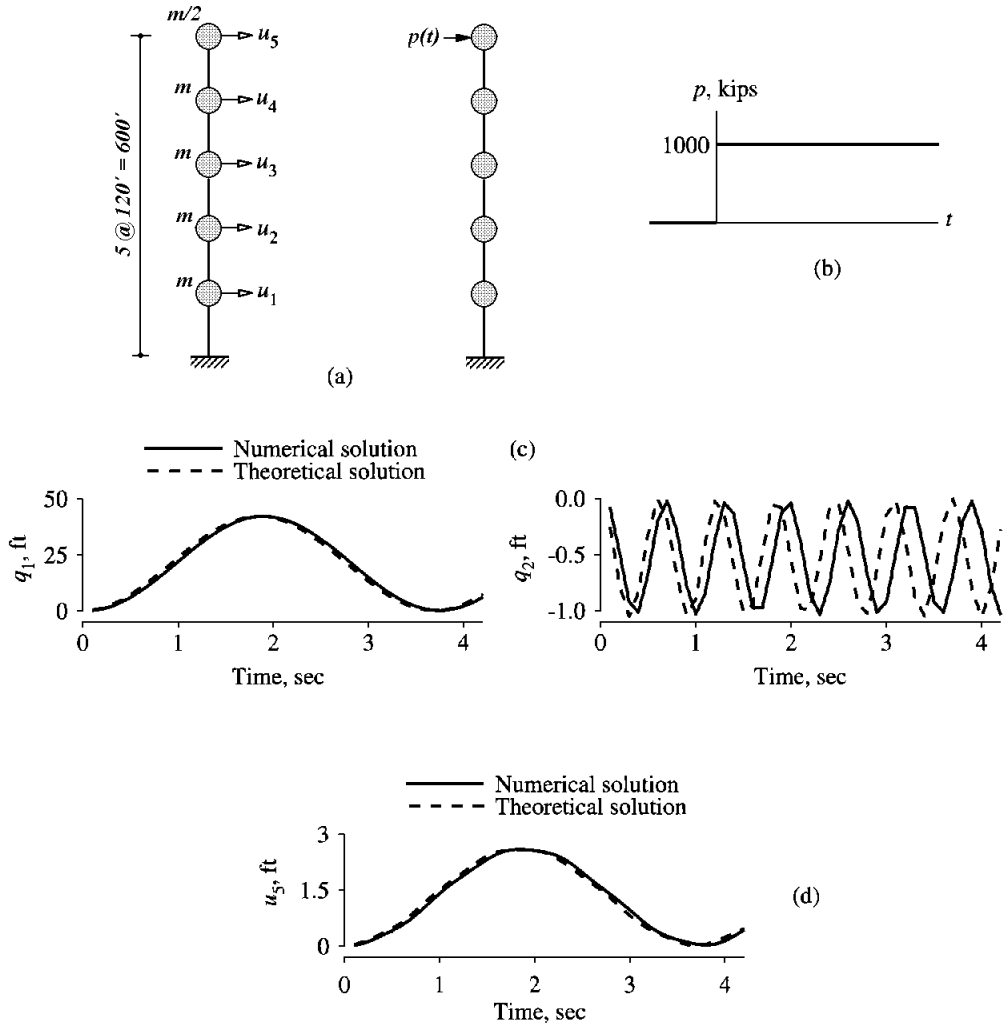 m/2
u5
p(t)
m
u4
p, kips
m
u3
1000
5 @ 120′ = 600′
m
u2
t
(b)
m
u1
(a)
Numerical solution
(c)
Theoretical solution
50
25
0
q1, ft
0 1 2 3 4
Time, sec
0.0
-0.5
-1.0
q2, ft
0 1 2 3 4
Time, sec
Numerical solution
Theoretical solution
3
1.5
0
u5, ft
(d)
0 1 2 3 4
Time, sec